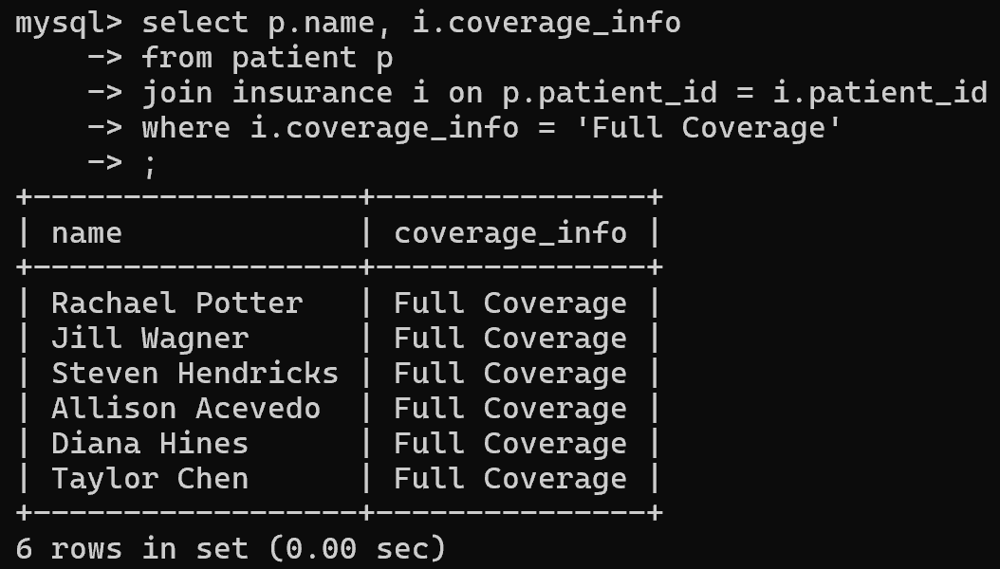 mysql> select p.name, i.coverage_info
    -> from patient p
    -> join insurance i on p.patient_id = i.patient_id
    -> where i.coverage_info = 'Full Coverage'
    -> ;
+------------------+---------------+
| name             | coverage_info |
+------------------+---------------+
| Rachael Potter   | Full Coverage |
| Jill Wagner      | Full Coverage |
| Steven Hendricks | Full Coverage |
| Allison Acevedo  | Full Coverage |
| Diana Hines      | Full Coverage |
| Taylor Chen      | Full Coverage |
+------------------+---------------+
6 rows in set (0.00 sec)